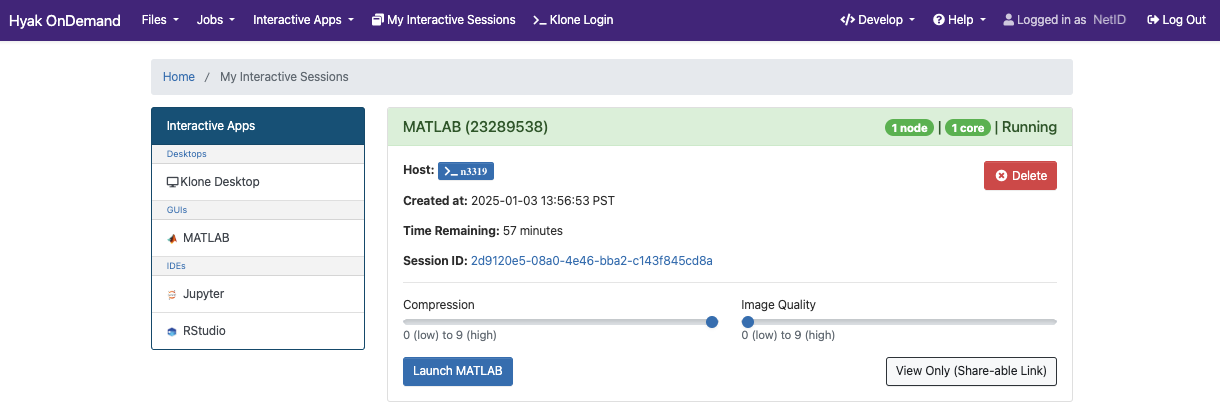 Hyak OnDemand Files Jobs Interactive Apps My Interactive Sessions Klone Login Develop Help Logged in as NetID Log Out
Home / My Interactive Sessions
Interactive Apps
Desktops
Klone Desktop
GUIs
MATLAB
IDEs
Jupyter
RStudio
MATLAB (23289538) 1 node | 1 core | Running
Host: >_ n3319
Delete
Created at: 2025-01-03 13:56:53 PST
Time Remaining: 57 minutes
Session ID: 2d9120e5-08a0-4e46-bba2-c143f845cd8a
Compression
0 (low) to 9 (high)
Image Quality
0 (low) to 9 (high)
Launch MATLAB
View Only (Share-able Link)